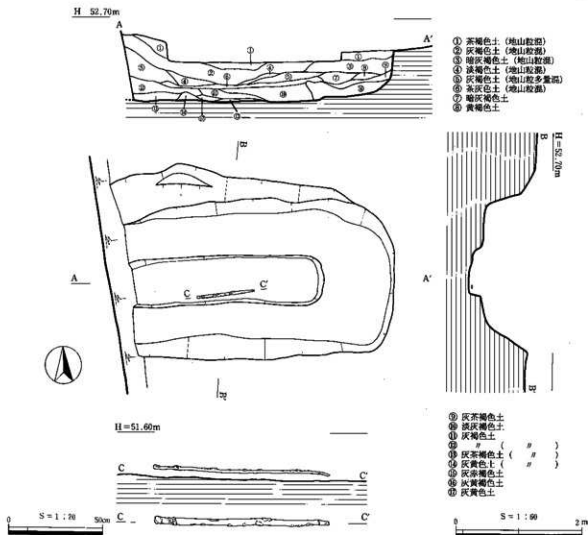 H 52.70m
A
A'
① 茶褐色土 (地山粒混)
② 灰褐色土 (地山粒混)
③ 暗灰褐色土 (地山粒混)
④ 淡褐色土 (地山粒混)
⑤ 灰褐色土 (地山粒多量混)
⑥ 茶灰色土 (地山粒混)
⑦ 暗灰褐色土
⑧ 黄褐色土
B
B
H=52.70m
A
C
C'
A'
B'
B'
H=51.60m
C
C'
C
C'
⑨ 灰茶褐色土
⑩ 淡灰褐色土
⑪ 灰褐色土
⑫ 〃 ( 〃 )
⑬ 灰茶褐色土 ( 〃 )
⑭ 灰黄色土 ( 〃 )
⑮ 灰赤褐色土
⑯ 灰黄褐色土
⑰ 灰黄色土
0
S = 1 : 20
50cm
0
S = 1 : 60
2 m